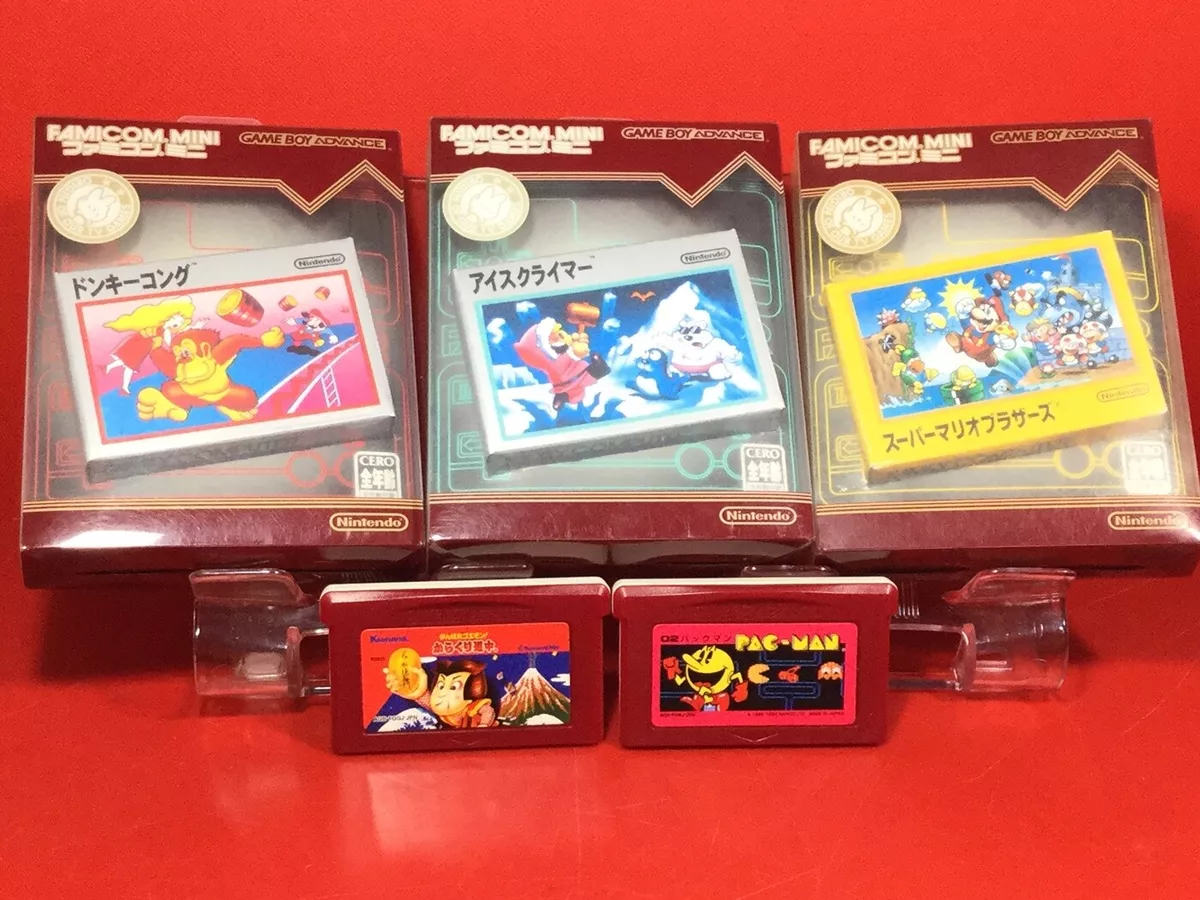 FAMICOM MINI
ファミコンミニ
GAME BOY ADVANCE
ドンキーコング™
Nintendo
CERO
全年齢
Nintendo
FAMICOM MINI
ファミコンミニ
GAME BOY ADVANCE
アイスクライマー™
Nintendo
CERO
全年齢
Nintendo
FAMICOM MINI
ファミコンミニ
GAME BOY ADVANCE
Nintendo
スーパーマリオブラザーズ
CERO
全年齢
Nintendo
Konami
がんばれゴエモン!
からくり道中
02 パックマン
PAC-MAN